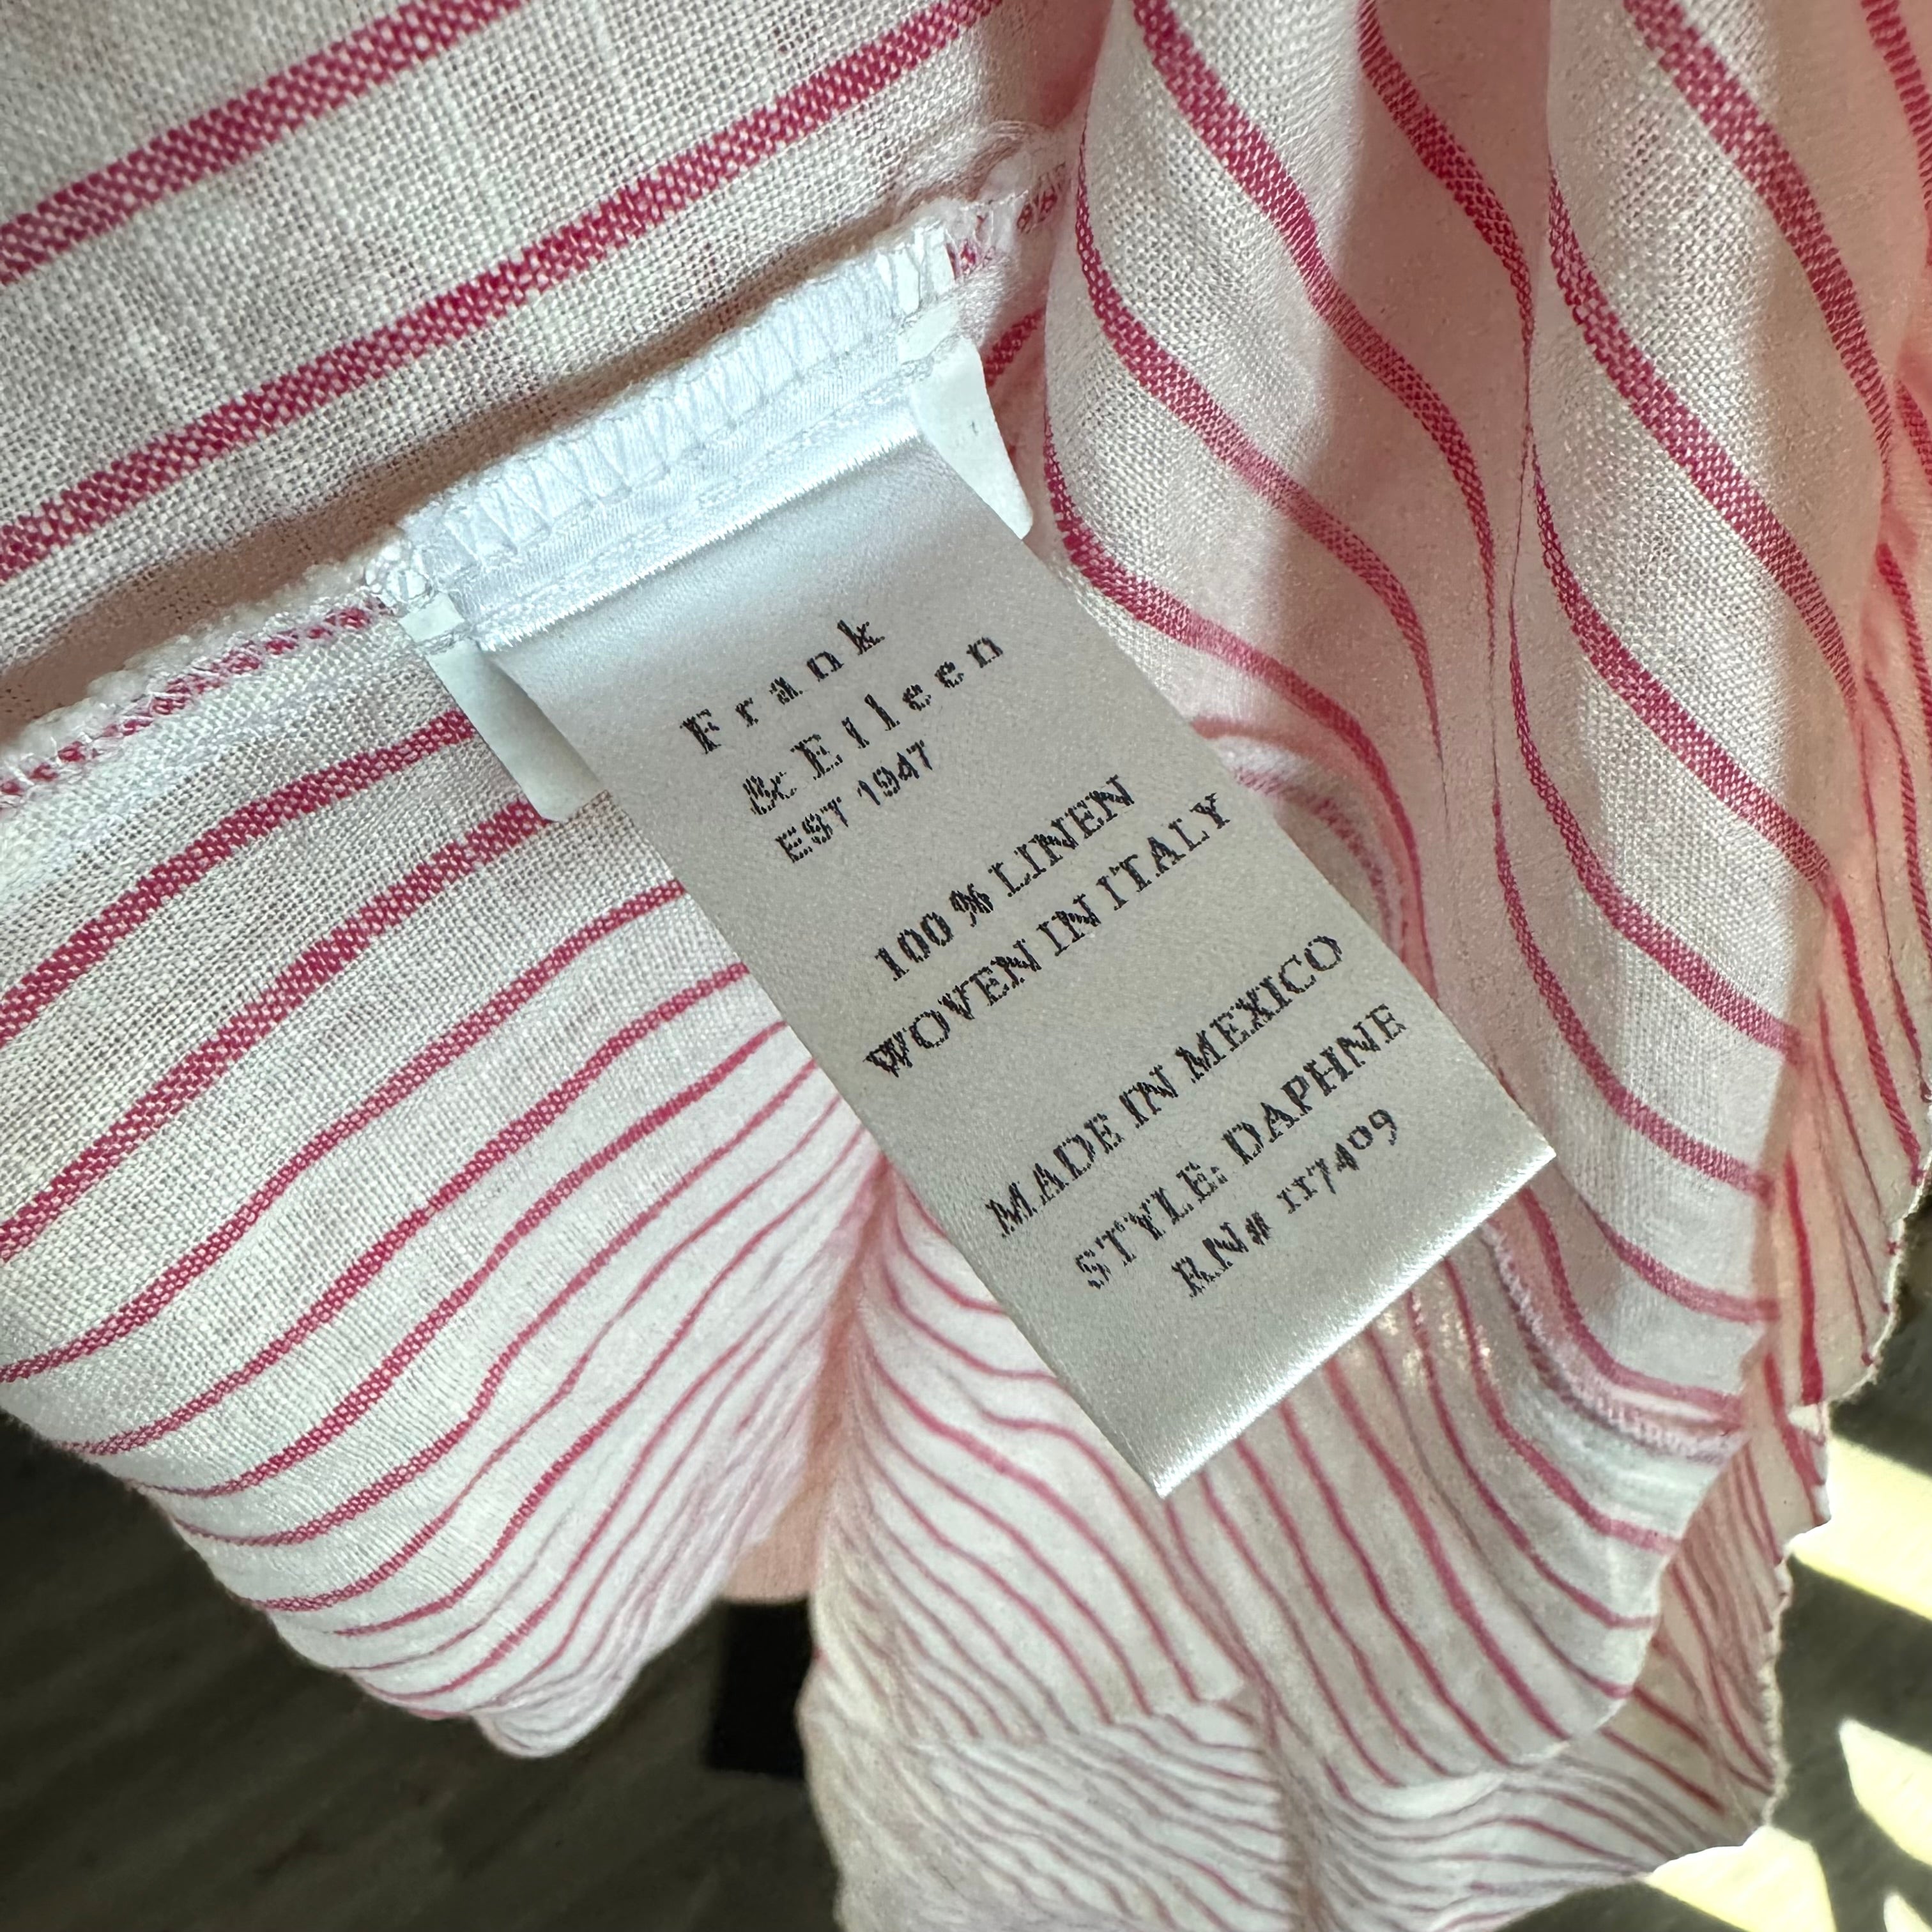 Frank
& Eileen
EST 1947
100% LINEN
WOVEN IN ITALY
MADE IN MEXICO
STYLE: DAPHNE
RN# 117409